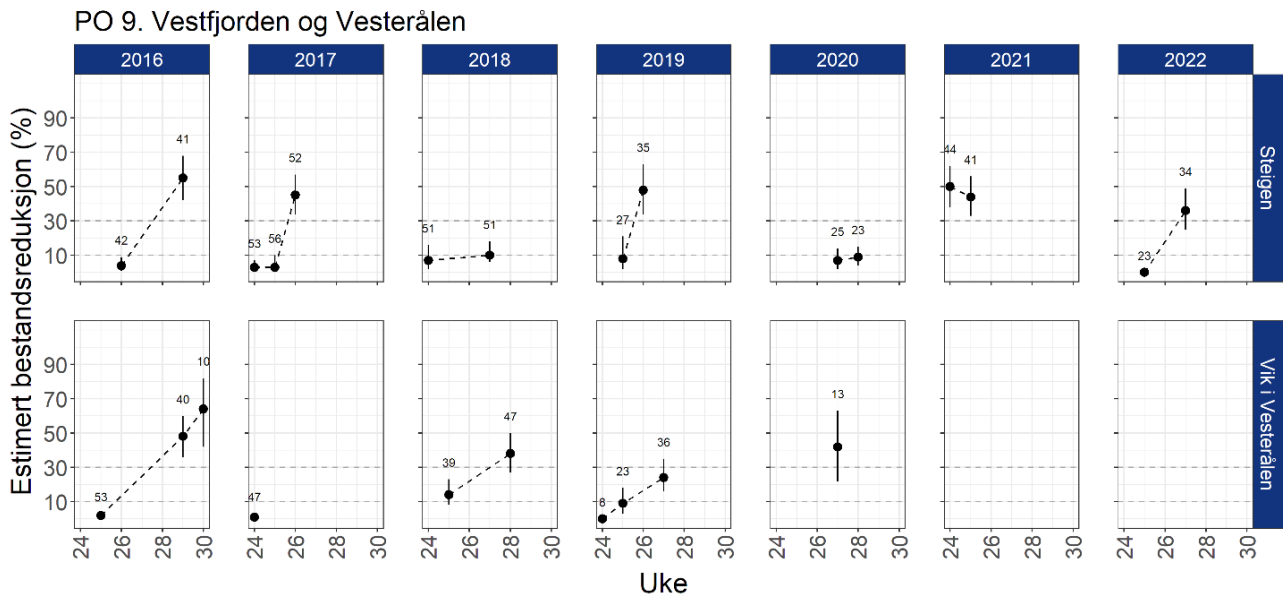 PO 9. Vestfjorden og Vesterålen
2016 2017 2018 2019 2020 2021 2022
Estimert bestandsreduksjon (%)
Steigen
90
70
50
30
10
42 41
53 56 52
51 51
27 35
25 23
44 41
23 34
Vik i Vesterålen
90
70
50
30
10
53 40 10
47
39 47
8 23 36
13
24 26 28 30 24 26 28 30 24 26 28 30 24 26 28 30 24 26 28 30 24 26 28 30 24 26 28 30
Uke